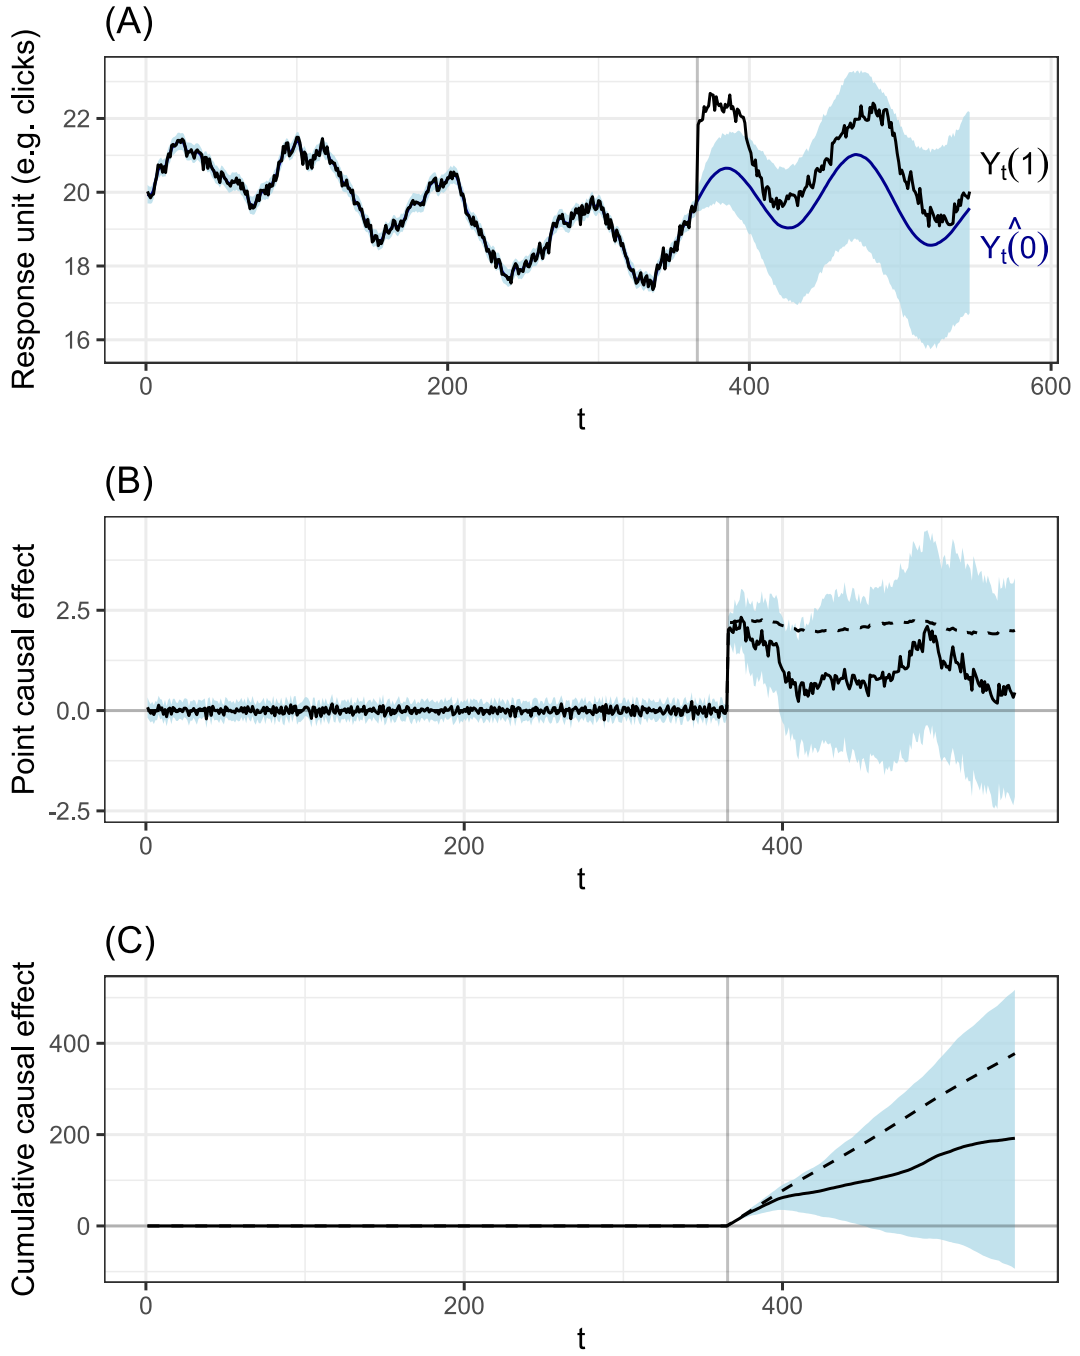 (A)
Response unit (e.g. clicks)
22
20
18
16
Yₜ(1)
Yₜ(̂0)
0
200
400
600
t
(B)
Point causal effect
2.5
0.0
-2.5
0
200
400
t
(C)
Cumulative causal effect
400
200
0
0
200
400
t